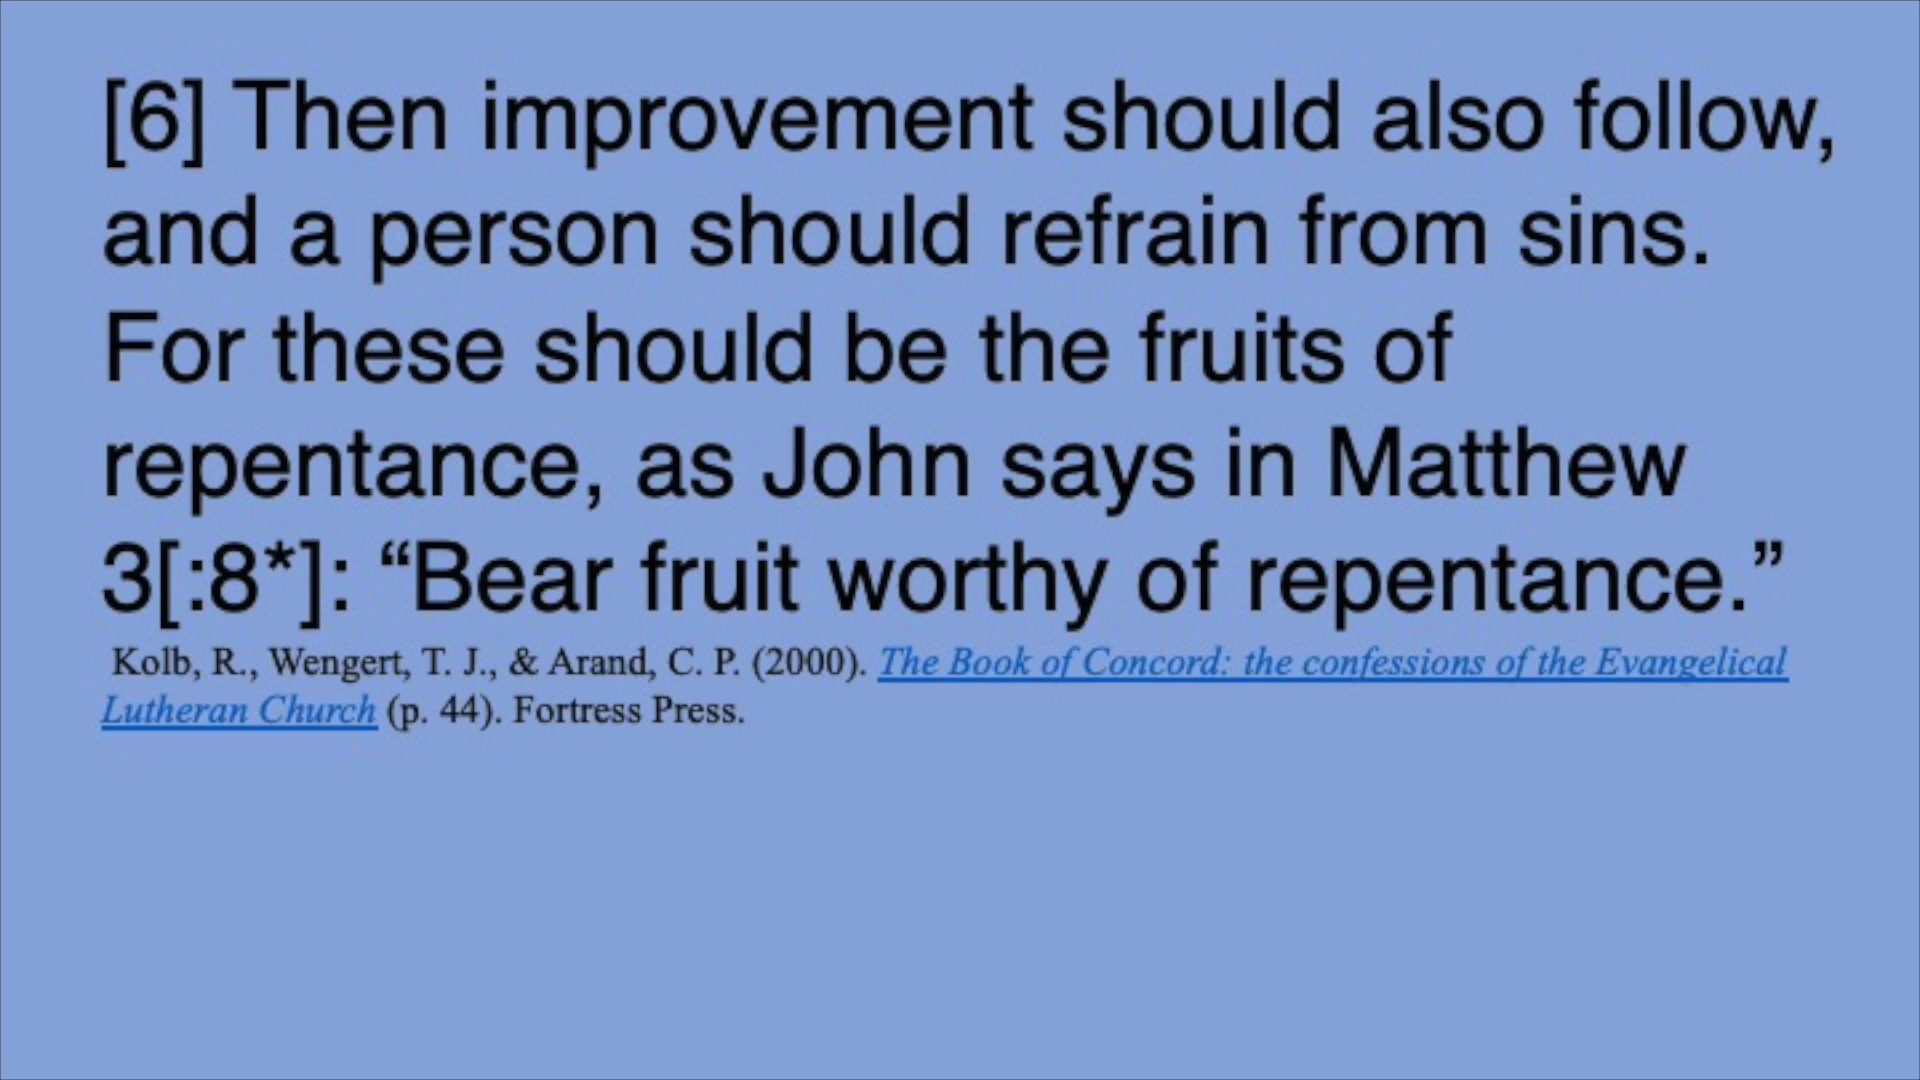 [6] Then improvement should also follow,
and a person should refrain from sins.
For these should be the fruits of
repentance, as John says in Matthew
3[:8*]: “Bear fruit worthy of repentance.”
Kolb, R., Wengert, T. J., & Arand, C. P. (2000). The Book of Concord: the confessions of the Evangelical
Lutheran Church (p. 44). Fortress Press.